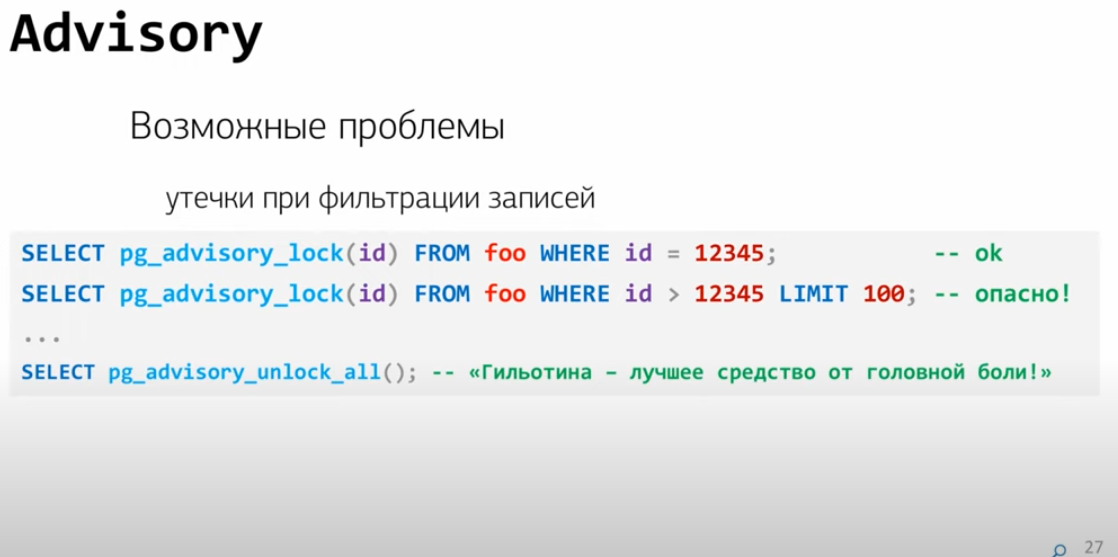 Advisory
Возможные проблемы
утечки при фильтрации записей
SELECT pg_advisory_lock(id) FROM foo WHERE id = 12345; -- ok
SELECT pg_advisory_lock(id) FROM foo WHERE id > 12345 LIMIT 100; -- опасно!
...
SELECT pg_advisory_unlock_all(); -- «Гильотина – лучшее средство от головной боли!»
27